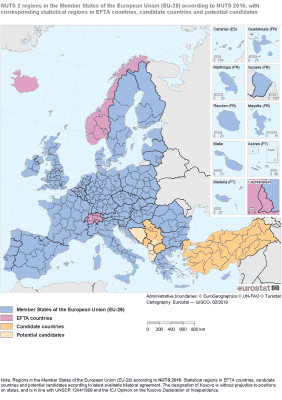 NUTS 2 regions in the Member States of the European Union (EU-28) according to NUTS 2016, with
corresponding statistical regions in EFTA countries, candidate countries and potential candidates
Canarias (ES)
Guadeloupe (FR)
Martinique (FR)
Guyane (FR)
Réunion (FR)
Mayotte (FR)
Malta
Açores (PT)
Madeira (PT)
Liechtenstein
eurostat
Administrative boundaries: © EuroGeographics © UN-FAO © Turkstat
Cartography: Eurostat — GISCO, 02/2019
Member States of the European Union (EU-28)
EFTA countries
Candidate countries
Potential candidates
0 200 400 600 800 km
Note: Regions in the Member States of the European Union (EU-28) according to NUTS 2016. Statistical regions in EFTA countries, candidate
countries and potential candidates according to latest available bilateral agreement. The designation of Kosovo is without prejudice to positions
on status, and is in line with UNSCR 1244/1999 and the ICJ Opinion on the Kosovo Declaration of Independence.